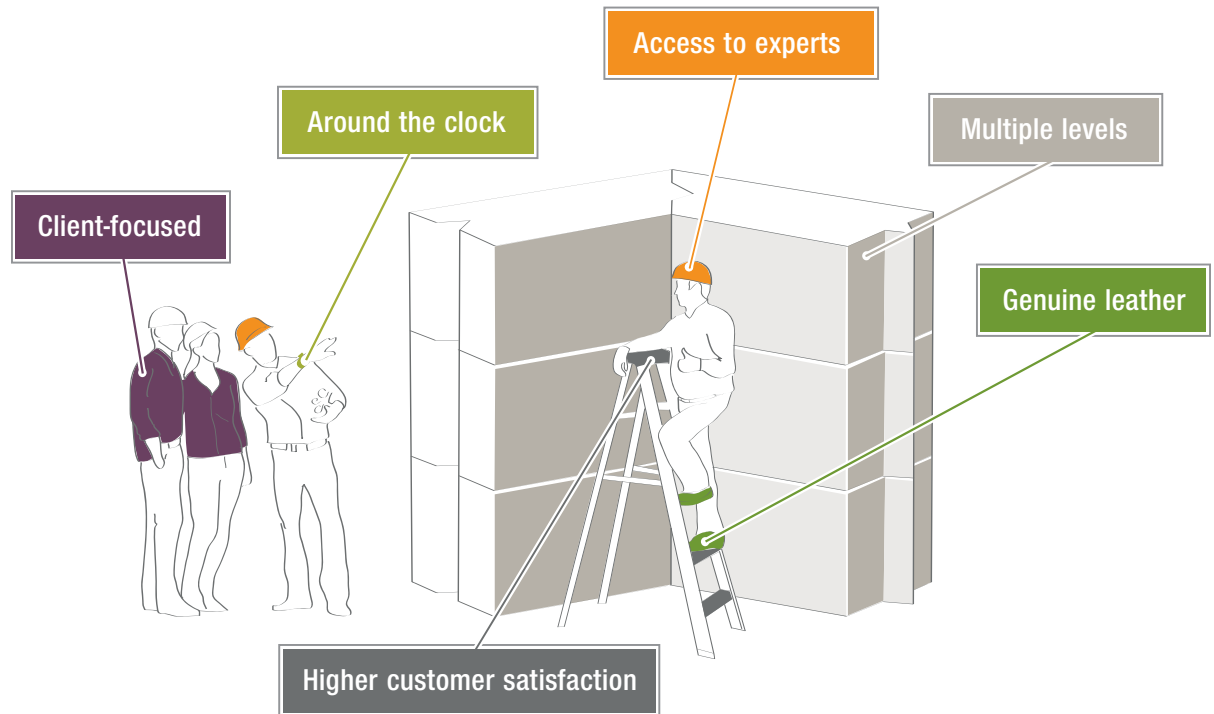 Access to experts
Around the clock
Multiple levels
Client-focused
Genuine leather
Higher customer satisfaction